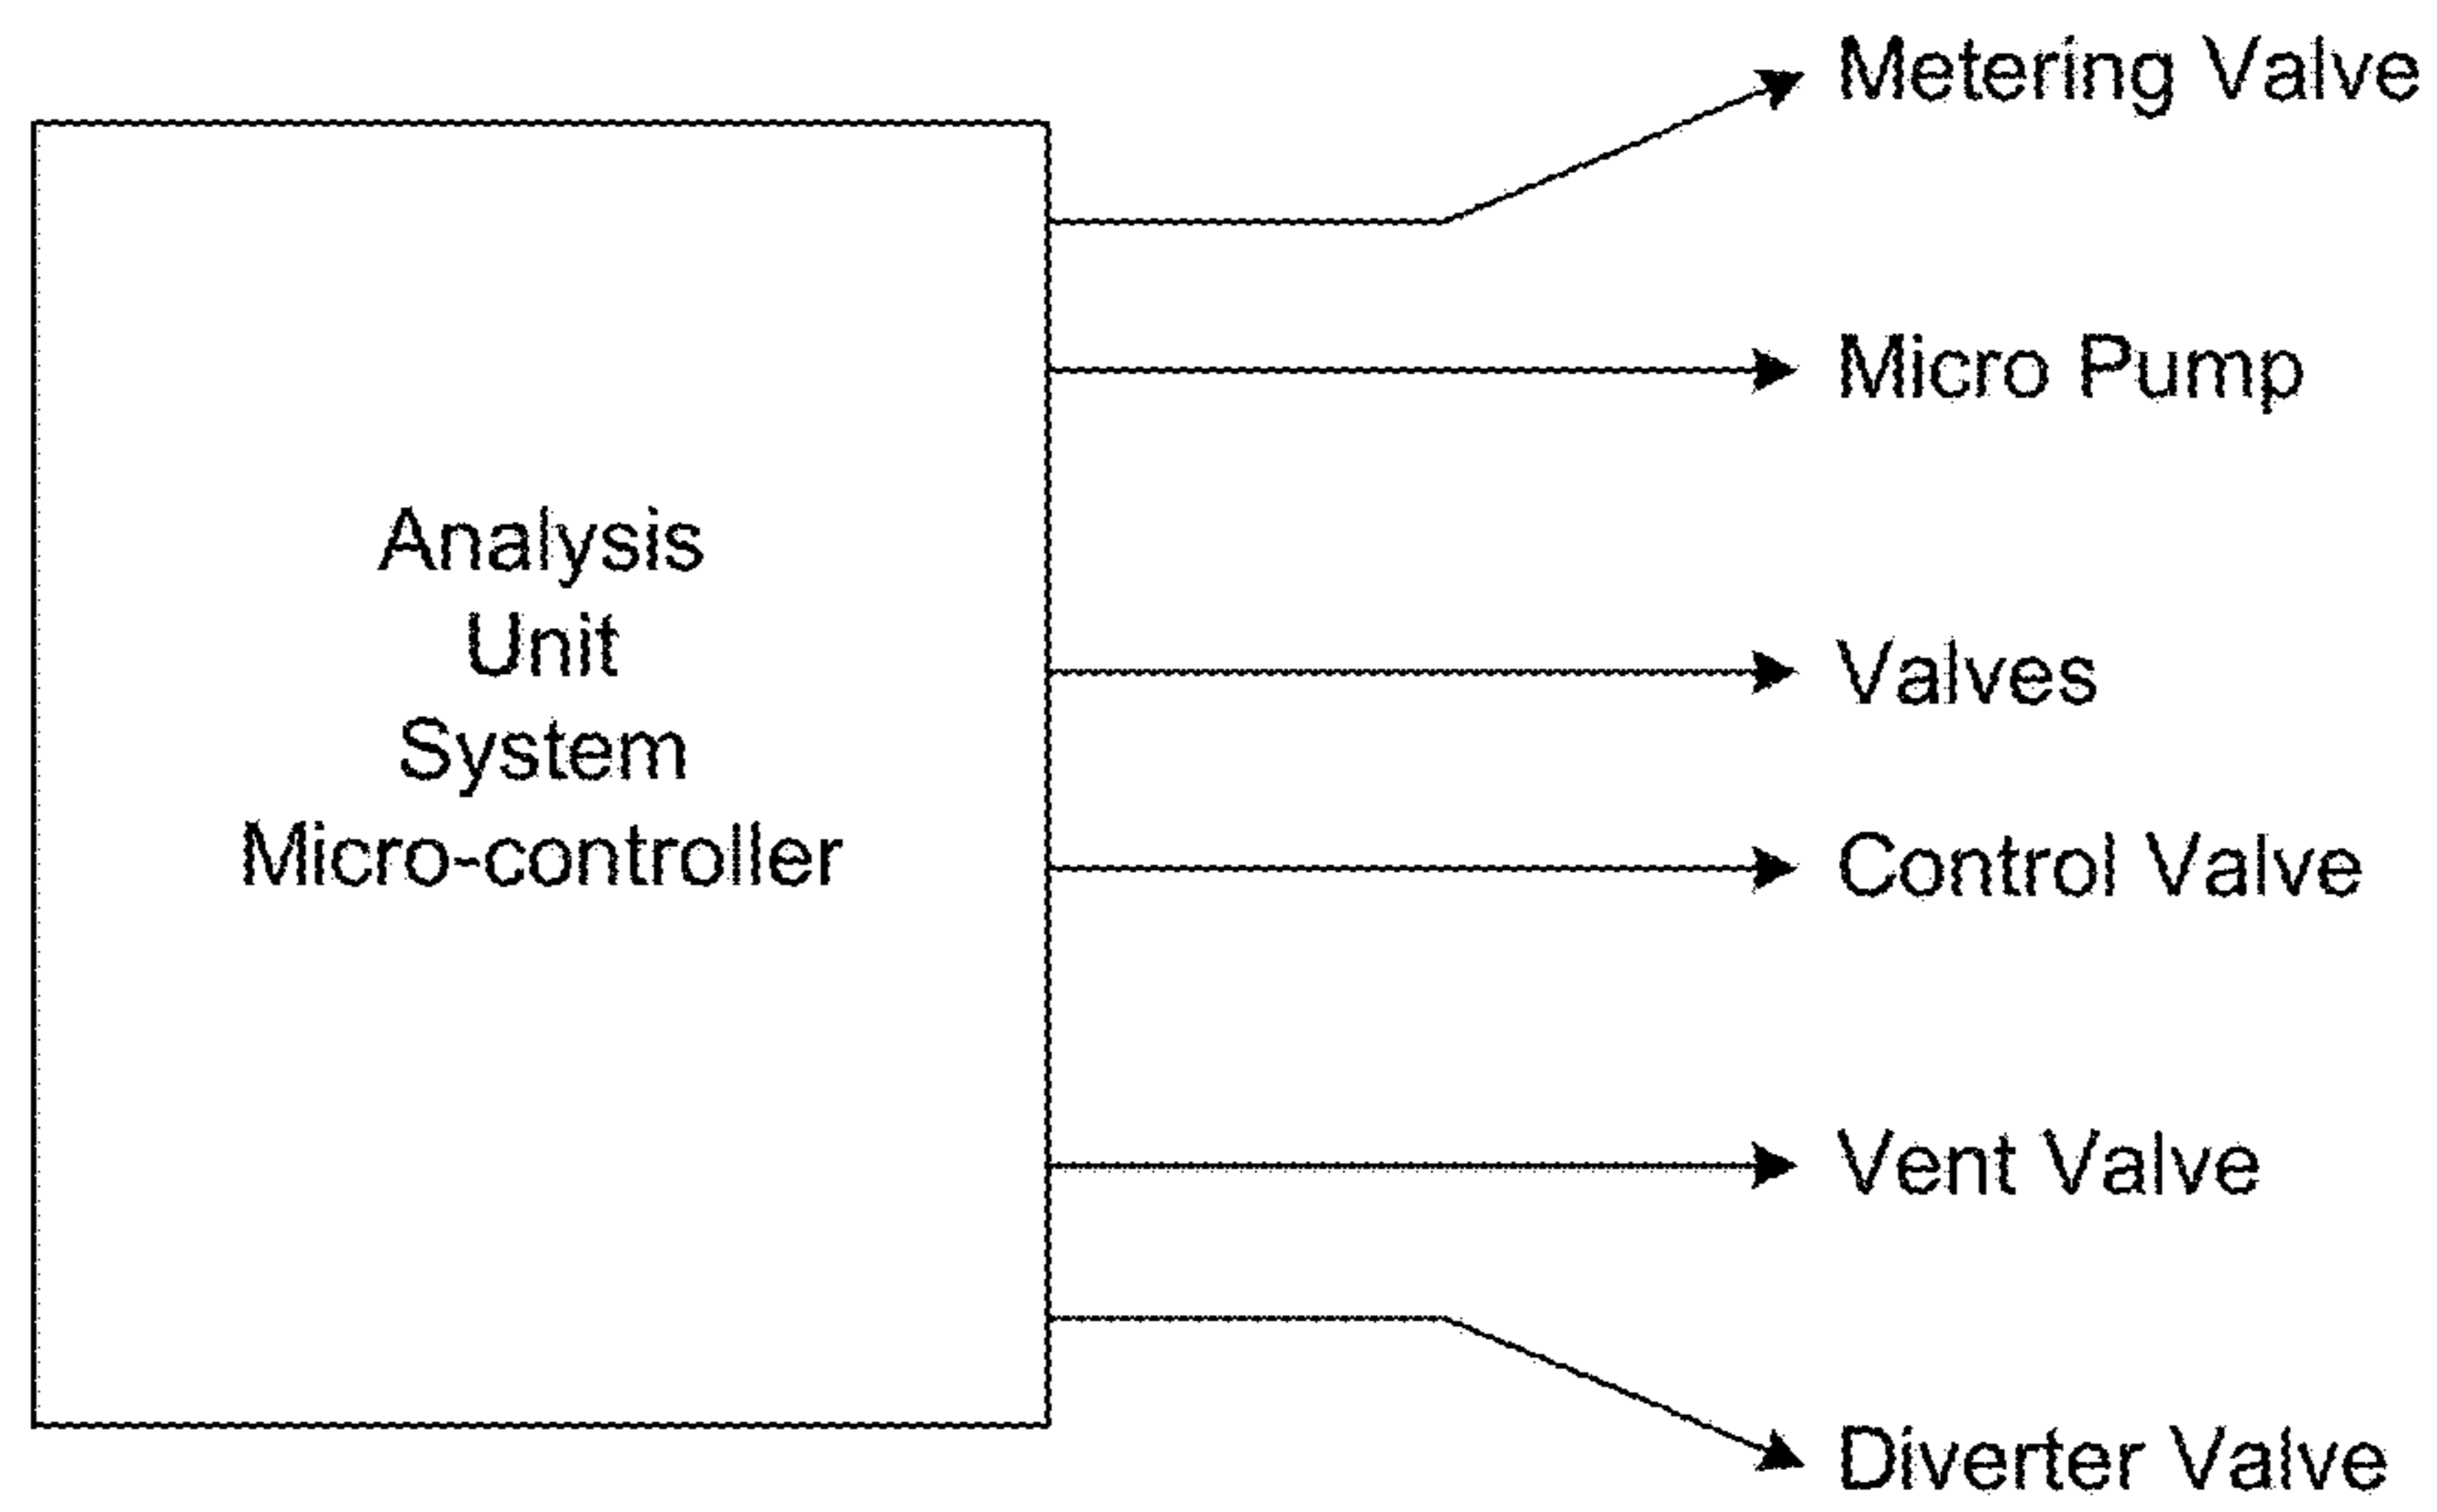 Metering Valve
Micro Pump
Analysis
Unit
System
Micro-controller
Valves
Control Valve
Vent Valve
Diverter Valve